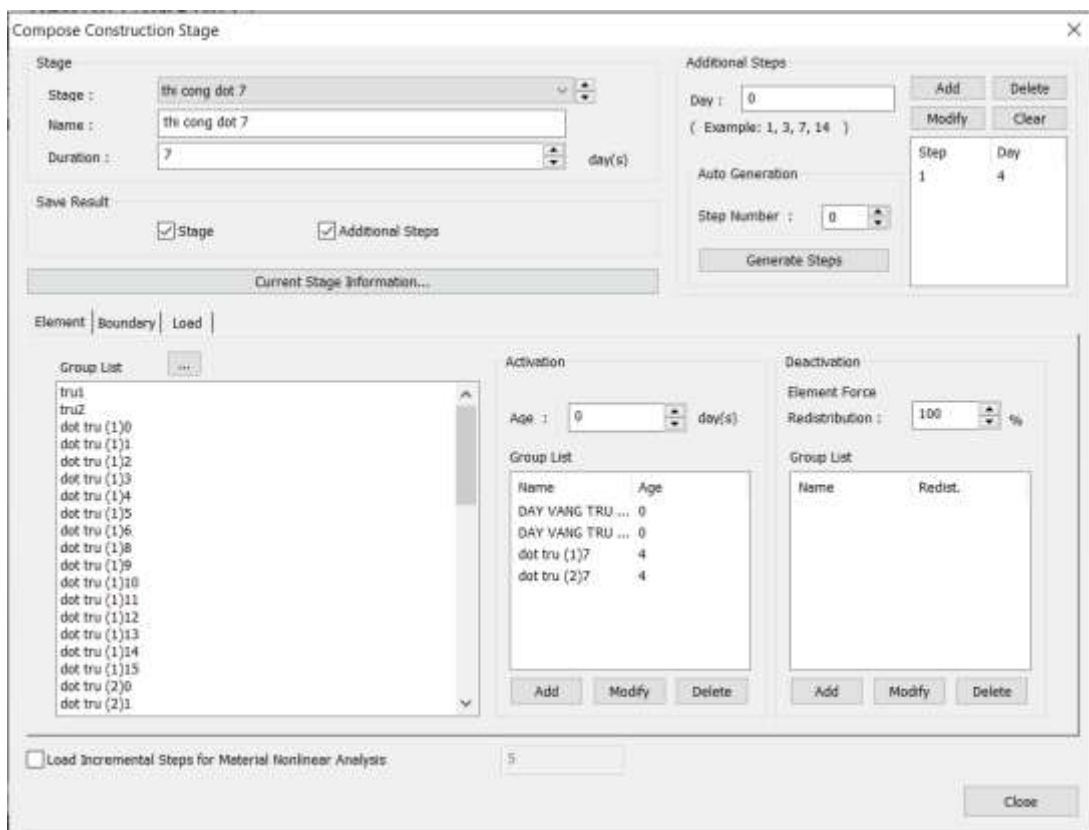 Compose Construction Stage
Stage
Stage :
thi cong dot 7
Name :
thi cong dot 7
Duration :
7
day(s)
Save Result
Stage
Additional Steps
Current Stage Information...
Additional Steps
Day :
0
( Example: 1, 3, 7, 14 )
Auto Generation
Step Number :
0
Generate Steps
Add
Delete
Modify
Clear
Step Day
1 4
Element
Boundary
Load
Group List
...
tru1
tru2
dot tru (1)0
dot tru (1)1
dot tru (1)2
dot tru (1)3
dot tru (1)4
dot tru (1)5
dot tru (1)6
dot tru (1)8
dot tru (1)9
dot tru (1)10
dot tru (1)11
dot tru (1)12
dot tru (1)13
dot tru (1)14
dot tru (1)15
dot tru (2)0
dot tru (2)1
Activation
Age :
0
day(s)
Group List
Name Age
DAY VANG TRU ... 0
DAY VANG TRU ... 0
dot tru (1)7 4
dot tru (2)7 4
Add
Modify
Delete
Deactivation
Element Force
Redistribution :
100
%
Group List
Name Redist.
Add
Modify
Delete
Load Incremental Steps for Material Nonlinear Analysis
5
Close